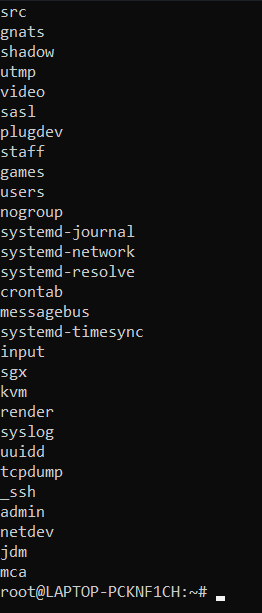 src
gnats
shadow
utmp
video
sasl
plugdev
staff
games
users
nogroup
systemd-journal
systemd-network
systemd-resolve
crontab
messagebus
systemd-timesync
input
sgx
kvm
render
syslog
uuidd
tcpdump
_ssh
admin
netdev
jdm
mca
root@LAPTOP-PCKNF1CH:~#